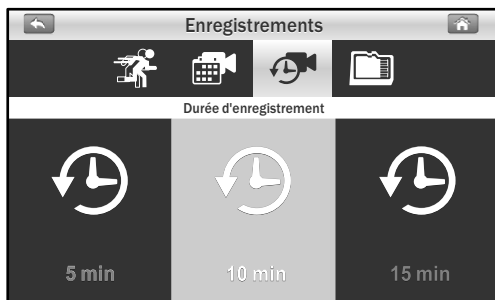 Enregistrements
Durée d'enregistrement
5 min
10 min
15 min